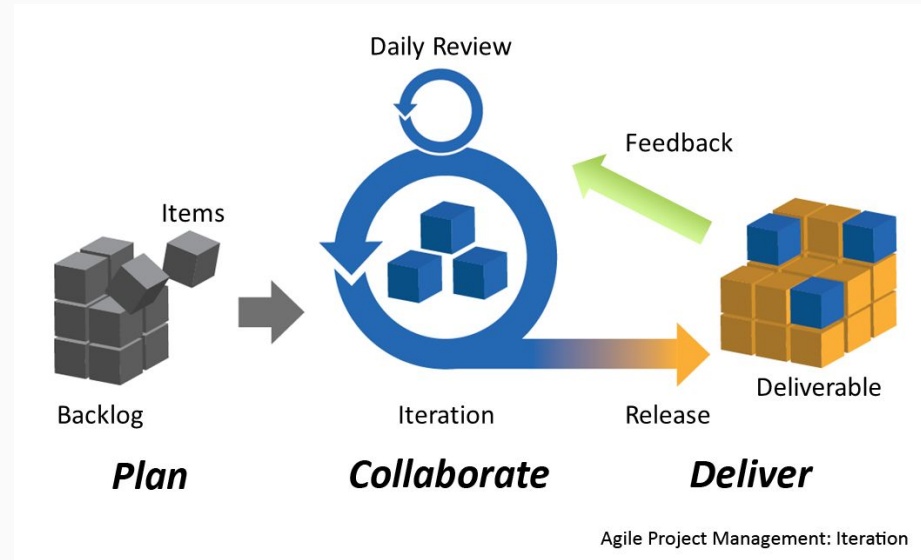 Daily Review
Feedback
Items
Backlog
Iteration
Release
Deliverable
Plan
Collaborate
Deliver
Agile Project Management: Iteration